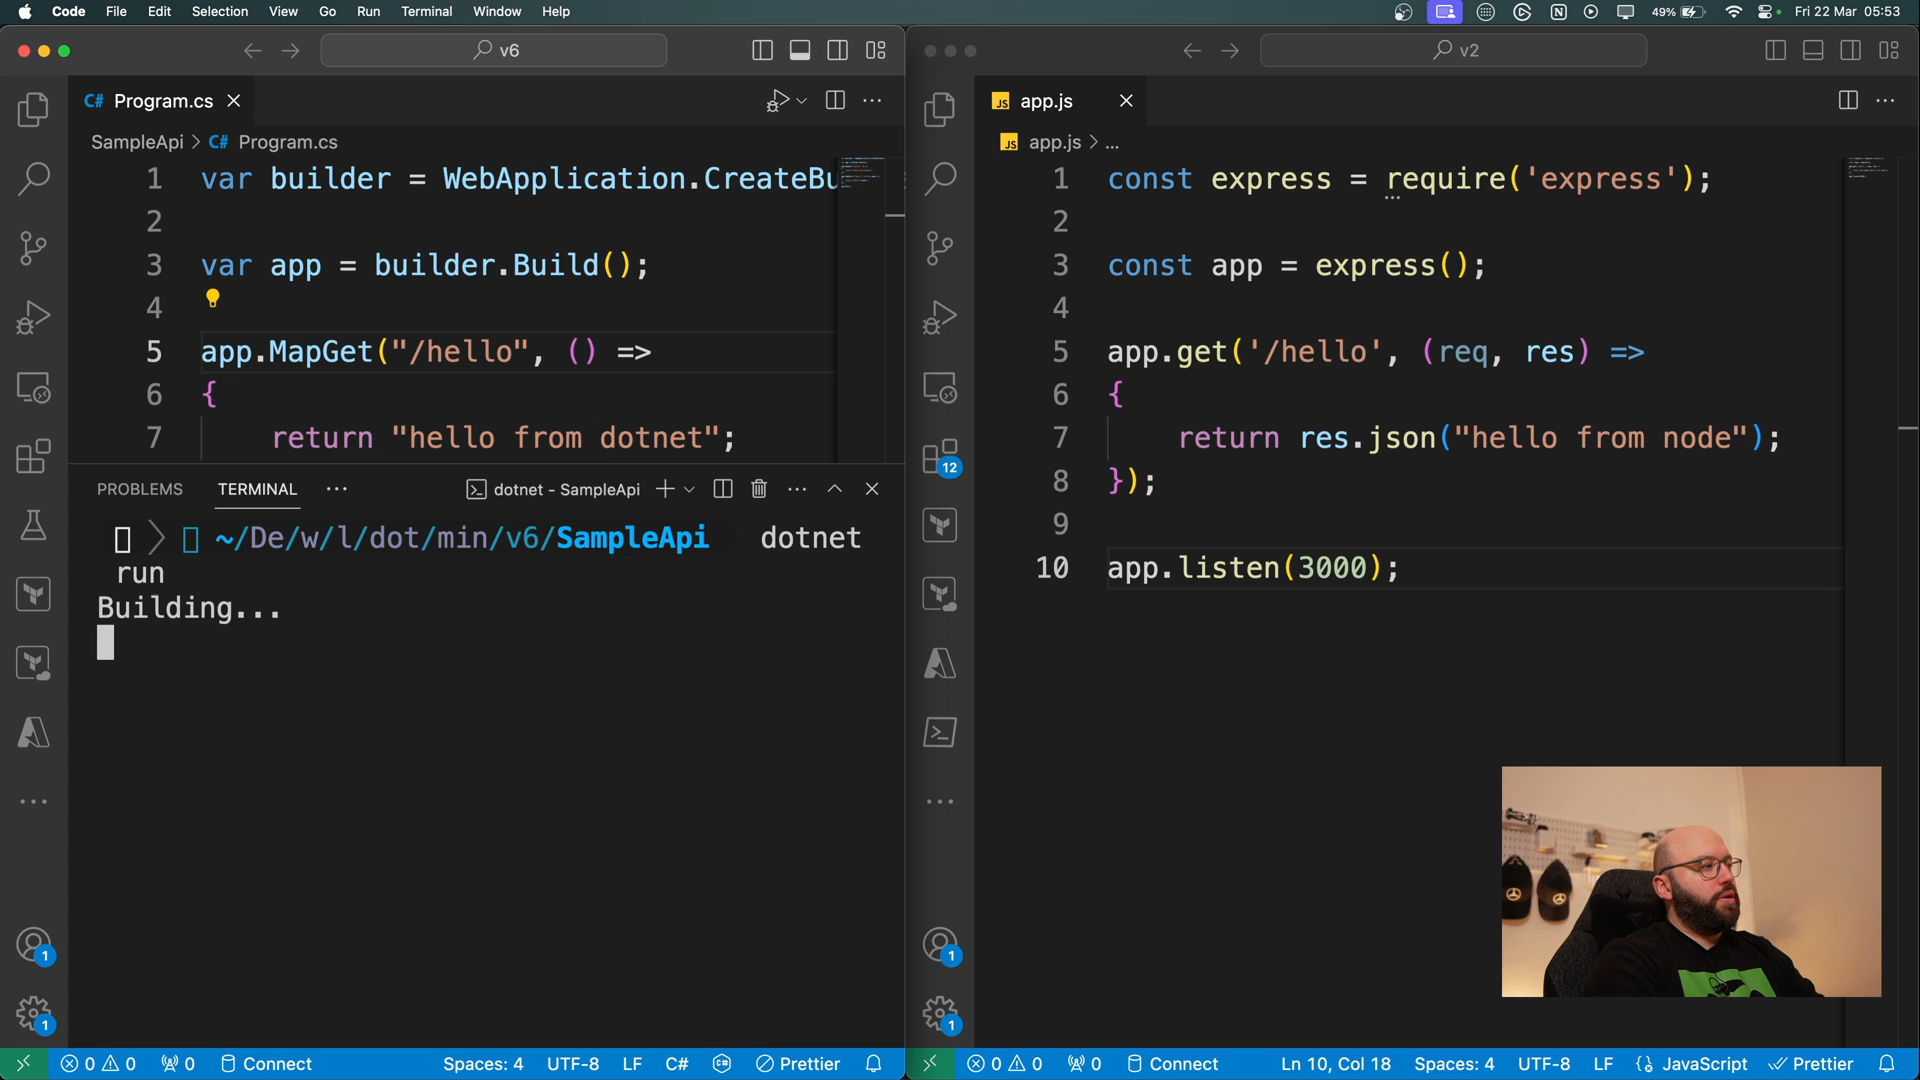 Code File Edit Selection View Go Run Terminal Window Help
49% Fri 22 Mar 05:53
v6
v2
C# Program.cs
JS app.js
SampleApi > C# Program.cs
JS app.js > ...
1 var builder = WebApplication.CreateBu
2
3 var app = builder.Build();
4
5 app.MapGet("/hello", () =>
6 {
7 return "hello from dotnet";
1 const express = require('express');
2
3 const app = express();
4
5 app.get('/hello', (req, res) =>
6 {
7 return res.json("hello from node");
8 });
9
10 app.listen(3000);
PROBLEMS TERMINAL ... dotnet - SampleApi
~/De/w/l/dot/min/v6/SampleApi dotnet
run
Building...
12
1
1
1
1
0 0 0 Connect Spaces: 4 UTF-8 LF C# Prettier
0 0 0 Connect Ln 10, Col 18 Spaces: 4 UTF-8 LF {} JavaScript Prettier